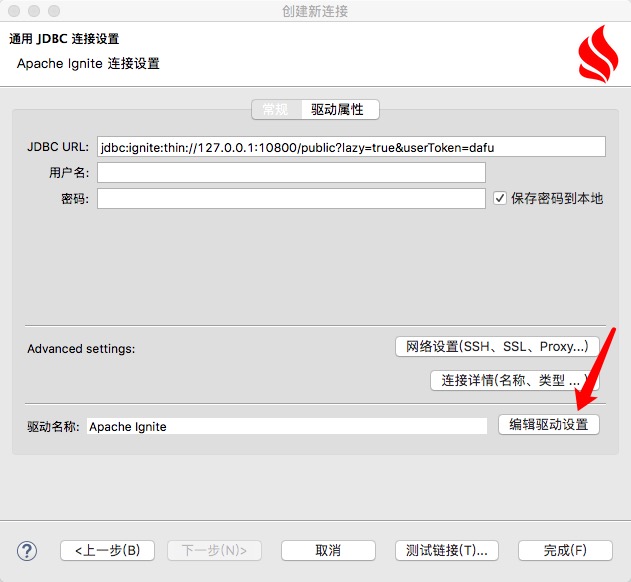 创建新连接
通用 JDBC 连接设置
Apache Ignite 连接设置
常规 驱动属性
JDBC URL: jdbc:ignite:thin://127.0.0.1:10800/public?lazy=true&userToken=dafu
用户名:
密码: 保存密码到本地
Advanced settings: 网络设置(SSH、SSL、Proxy...)
连接详情(名称、类型 ... )
驱动名称: Apache Ignite 编辑驱动设置
? <上一步(B) 下一步(N)> 取消 测试链接(T)... 完成(F)